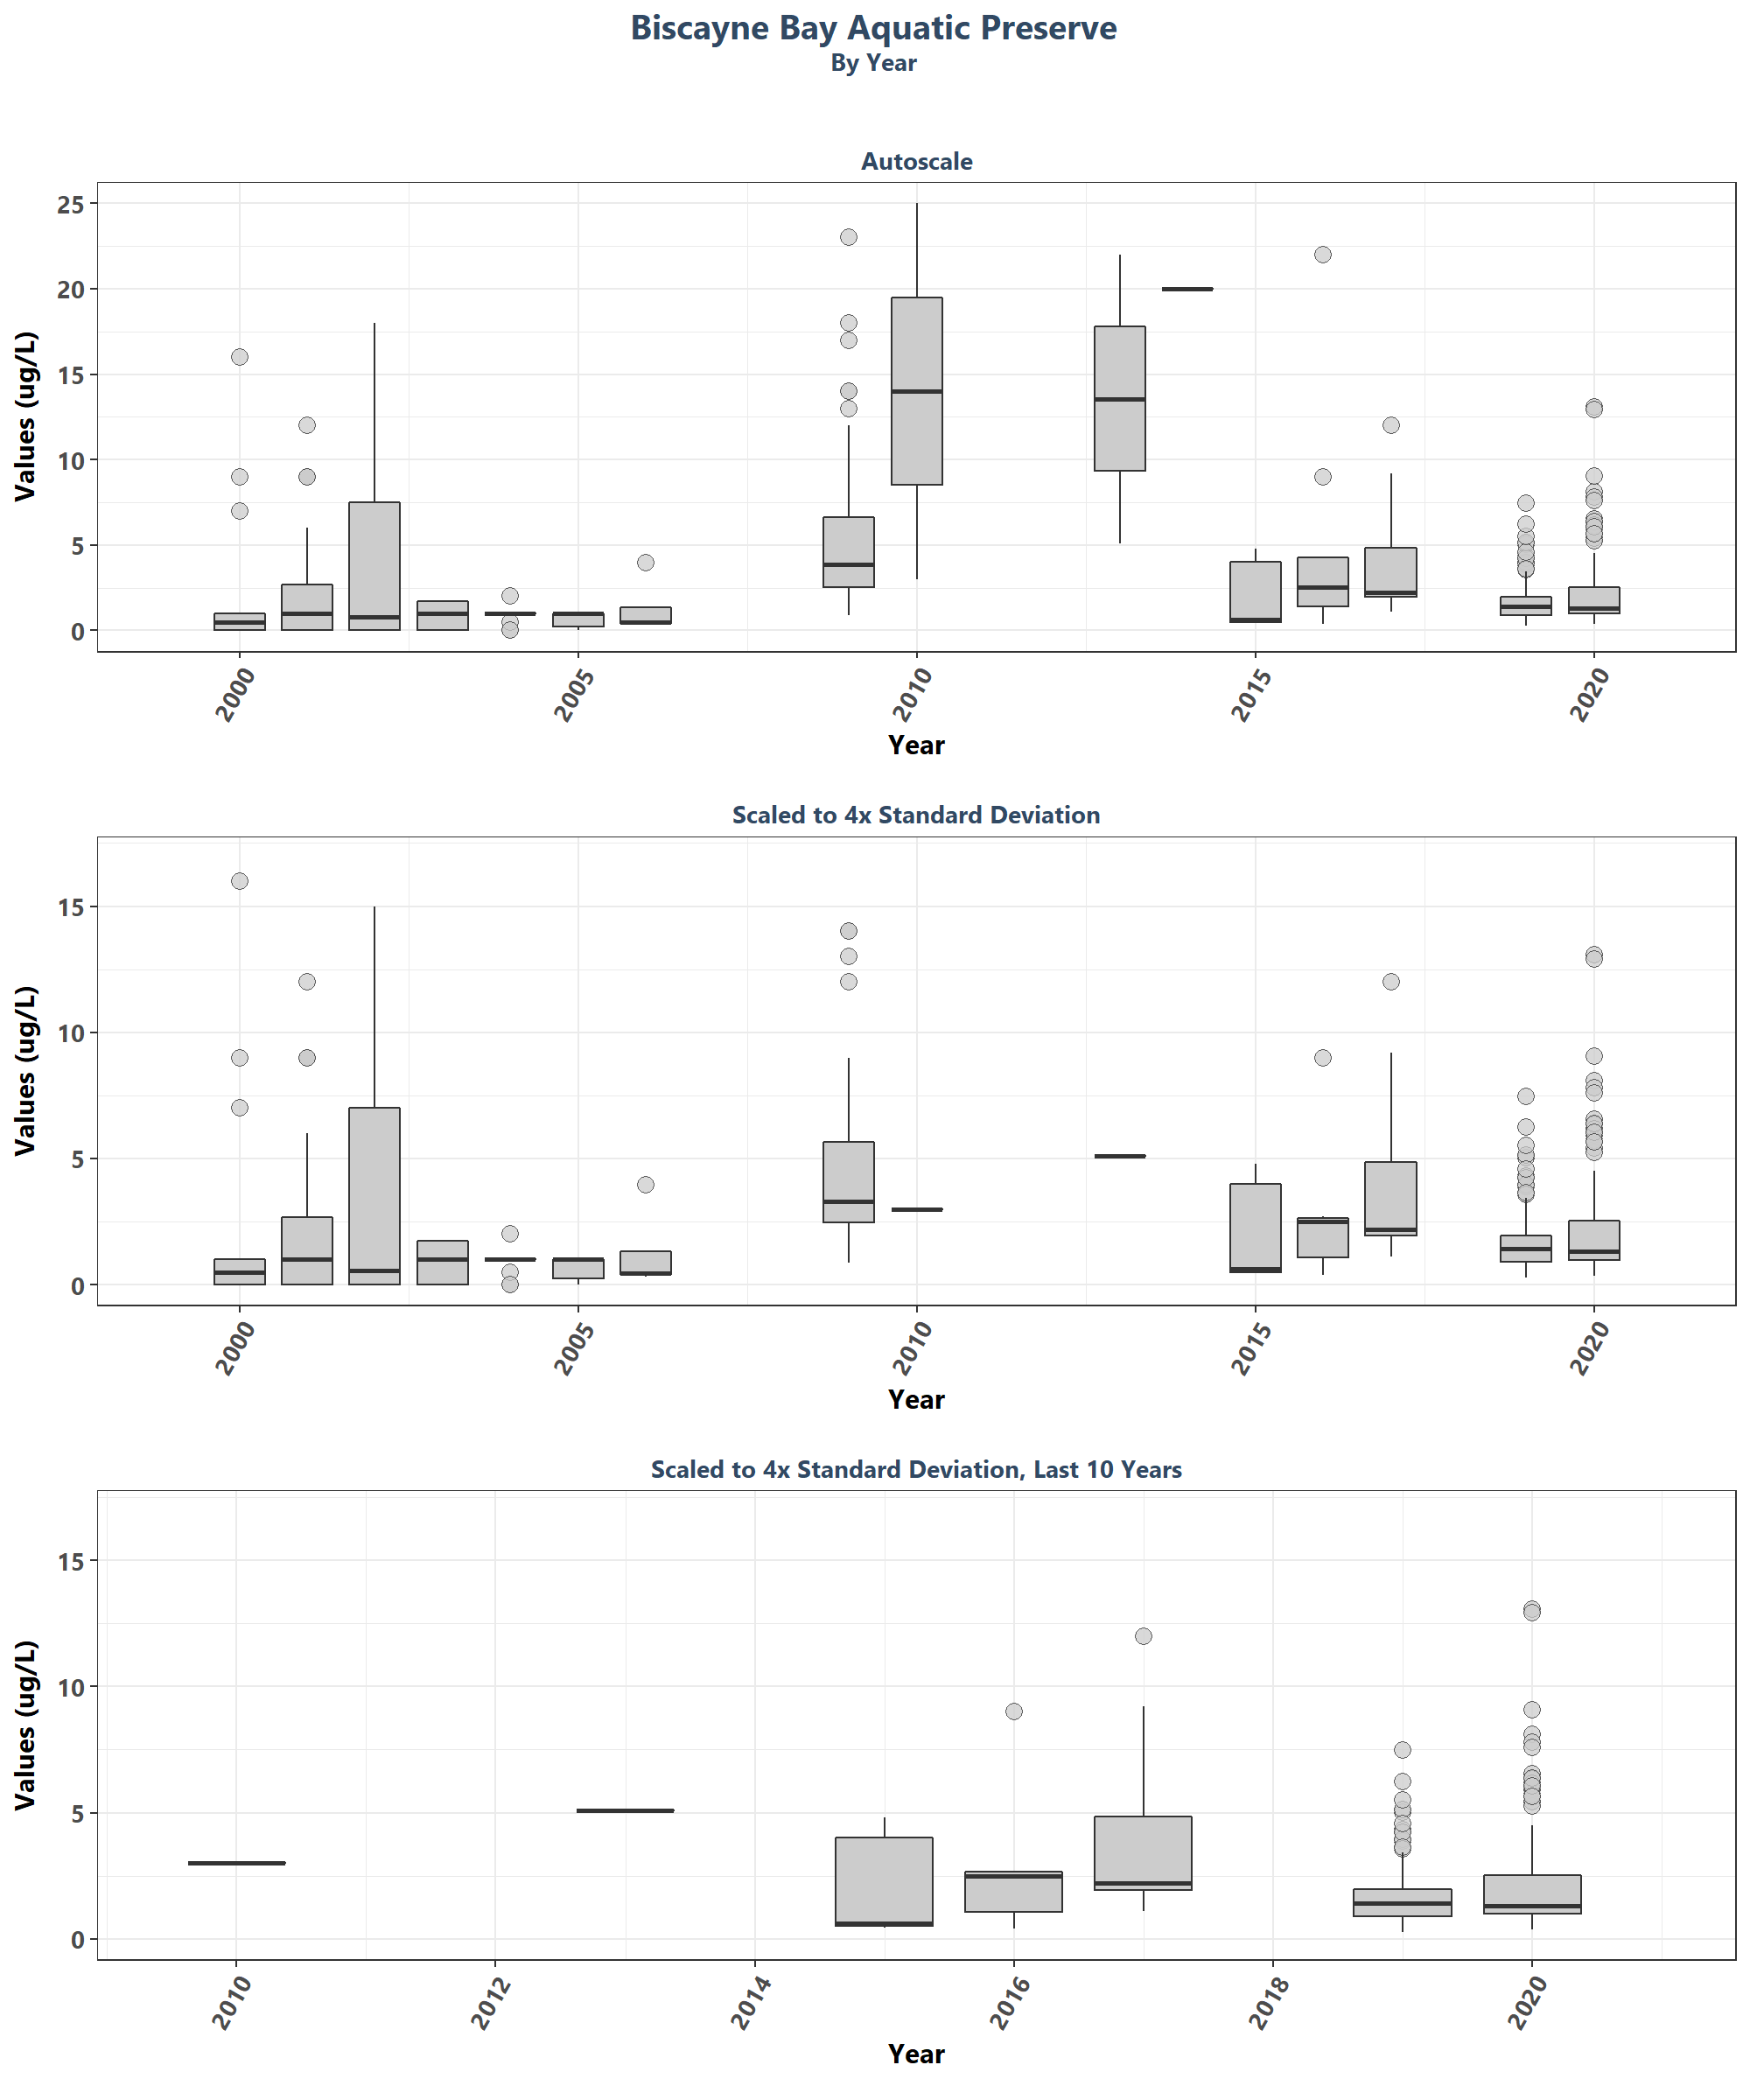 Biscayne Bay Aquatic Preserve
By Year
Autoscale
Values (ug/L)
25
20
15
10
5
0
2000 2005 2010 2015 2020
Year
Scaled to 4x Standard Deviation
Values (ug/L)
15
10
5
0
2000 2005 2010 2015 2020
Year
Scaled to 4x Standard Deviation, Last 10 Years
Values (ug/L)
15
10
5
0
2010 2012 2014 2016 2018 2020
Year